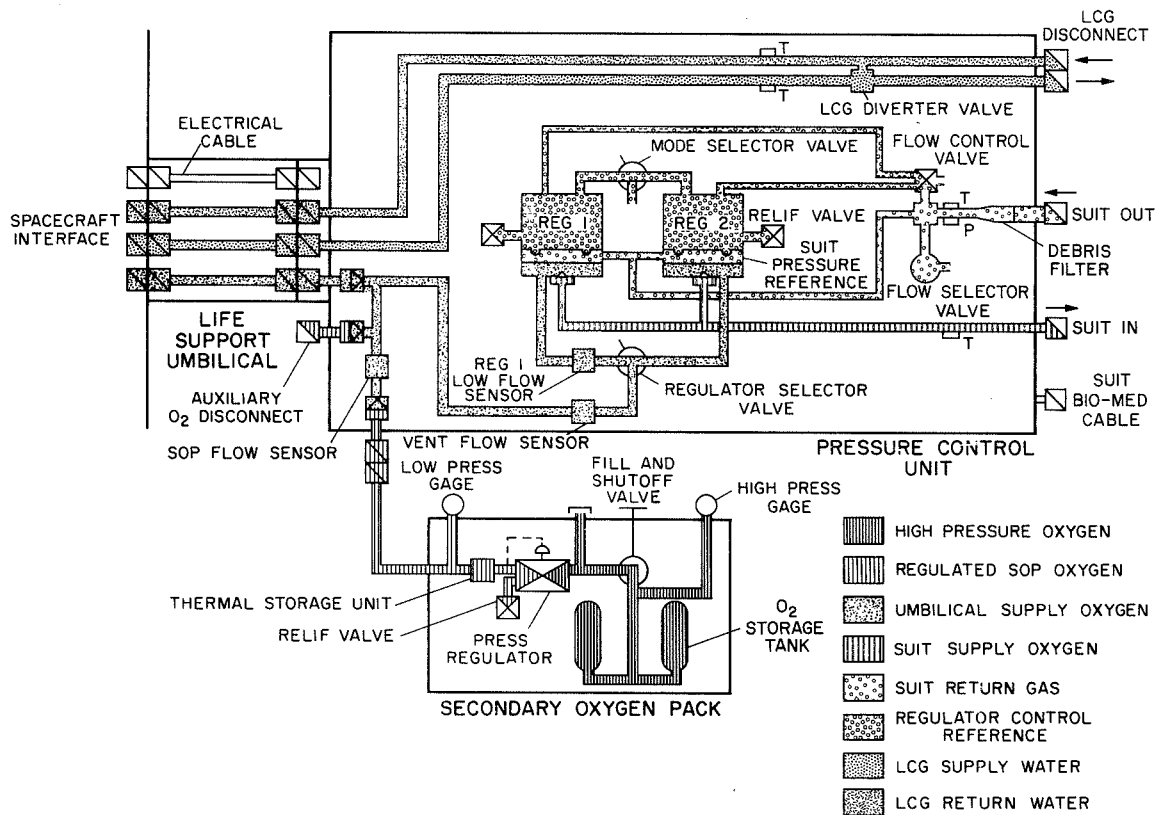 LCG
DISCONNECT
T
T
LCG DIVERTER VALVE
ELECTRICAL
CABLE
MODE SELECTOR VALVE
FLOW CONTROL
VALVE
SPACECRAFT
INTERFACE
REG 1
REG 2
RELIF VALVE
T
P
SUIT OUT
SUIT
PRESSURE
REFERENCE
DEBRIS
FILTER
FLOW SELECTOR
VALVE
LIFE
SUPPORT
UMBILICAL
SUIT IN
T
REG 1
LOW FLOW
SENSOR
REGULATOR SELECTOR
VALVE
AUXILIARY
O2 DISCONNECT
SUIT
BIO-MED
CABLE
SOP FLOW SENSOR
VENT FLOW SENSOR
PRESSURE CONTROL
UNIT
LOW PRESS
GAGE
FILL AND
SHUTOFF
VALVE
HIGH PRESS
GAGE
THERMAL STORAGE UNIT
RELIF VALVE
PRESS
REGULATOR
O2
STORAGE
TANK
SECONDARY OXYGEN PACK
HIGH PRESSURE OXYGEN
REGULATED SOP OXYGEN
UMBILICAL SUPPLY OXYGEN
SUIT SUPPLY OXYGEN
SUIT RETURN GAS
REGULATOR CONTROL
REFERENCE
LCG SUPPLY WATER
LCG RETURN WATER